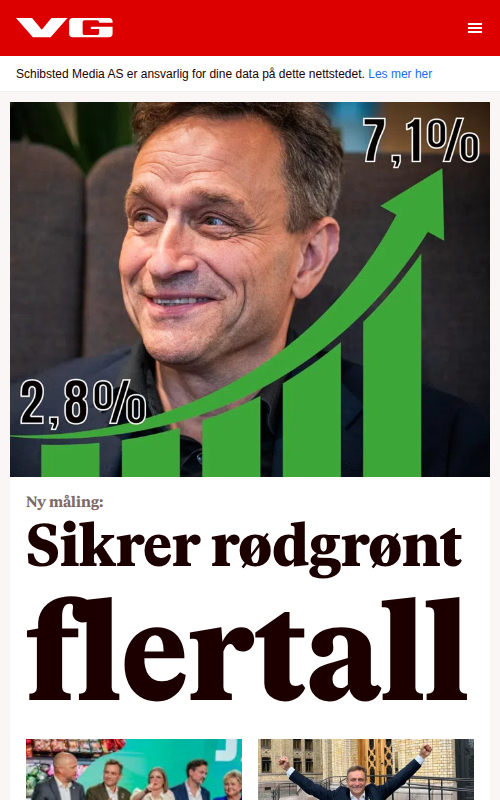 VG
Schibsted Media AS er ansvarlig for dine data på dette nettstedet. Les mer her
7,1%
2,8%
Ny måling:
Sikrer rødgrønt
flertall